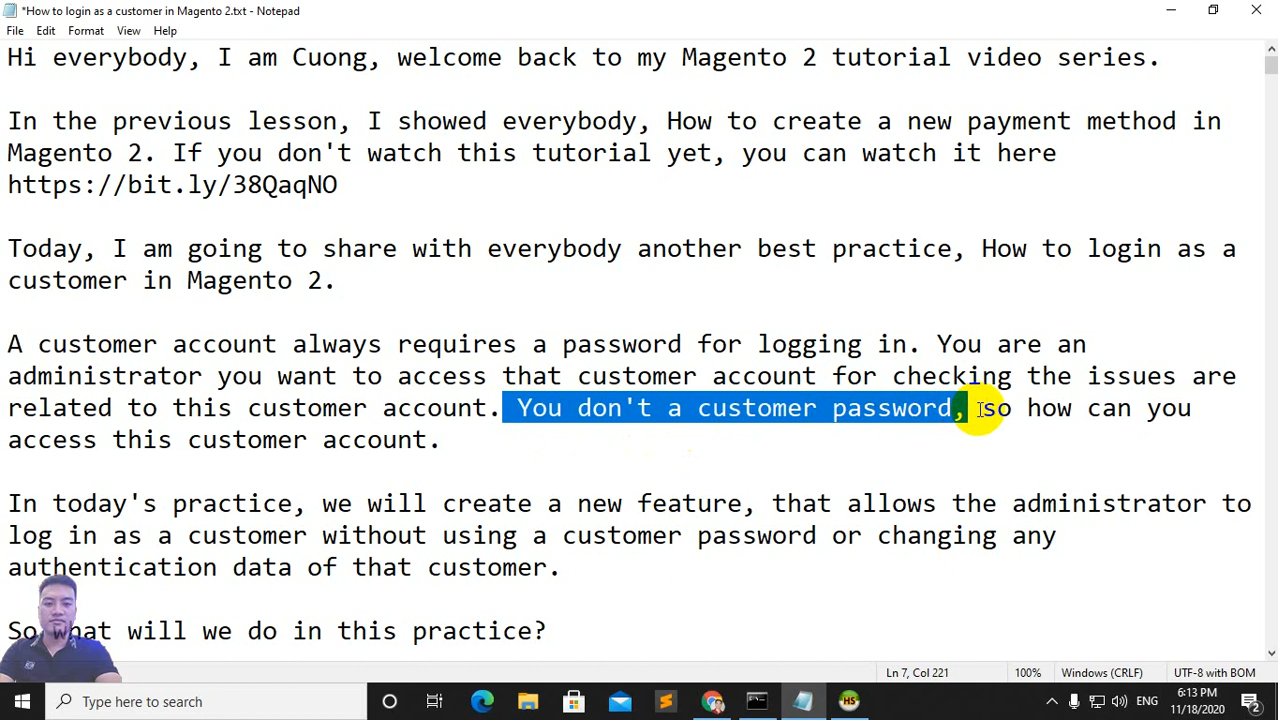 *How to login as a customer in Magento 2.txt - Notepad
File Edit Format View Help
Hi everybody, I am Cuong, welcome back to my Magento 2 tutorial video series.
In the previous lesson, I showed everybody, How to create a new payment method in
Magento 2. If you don't watch this tutorial yet, you can watch it here
https://bit.ly/38QaqNO
Today, I am going to share with everybody another best practice, How to login as a
customer in Magento 2.
A customer account always requires a password for logging in. You are an
administrator you want to access that customer account for checking the issues are
related to this customer account. You don't a customer password, so how can you
access this customer account.
In today's practice, we will create a new feature, that allows the administrator to
log in as a customer without using a customer password or changing any
authentication data of that customer.
So what will we do in this practice?
Ln 7, Col 221 100% Windows (CRLF) UTF-8 with BOM
Type here to search
HS
ENG
6:13 PM
11/18/2020
2